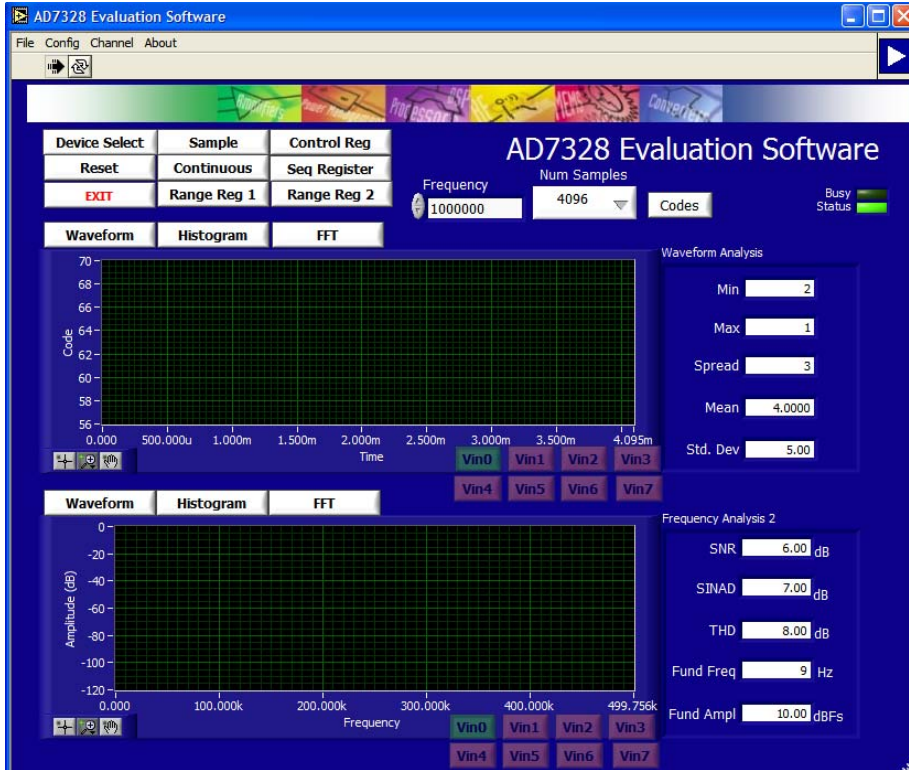 AD7328 Evaluation Software
File Config Channel About
Amplifiers Power Management Processors DSP MEMS Converters
Device Select Sample Control Reg
AD7328 Evaluation Software
Reset Continuous Seq Register
EXIT Range Reg 1 Range Reg 2
Frequency
1000000
Num Samples
4096
Codes
Busy
Status
Waveform Histogram FFT
Waveform Analysis
Code
70
68
66
64
62
60
58
56
0.000 500.000u 1.000m 1.500m 2.000m 2.500m 3.000m 3.500m 4.095m
Time
Vin0 Vin1 Vin2 Vin3
Vin4 Vin5 Vin6 Vin7
Min 2
Max 1
Spread 3
Mean 4.0000
Std. Dev 5.00
Waveform Histogram FFT
Frequency Analysis 2
Amplitude (dB)
0
-20
-40
-60
-80
-100
-120
0.000 100.000k 200.000k 300.000k 400.000k 499.756k
Frequency
Vin0 Vin1 Vin2 Vin3
Vin4 Vin5 Vin6 Vin7
SNR 6.00 dB
SINAD 7.00 dB
THD 8.00 dB
Fund Freq 9 Hz
Fund Ampl 10.00 dBFs